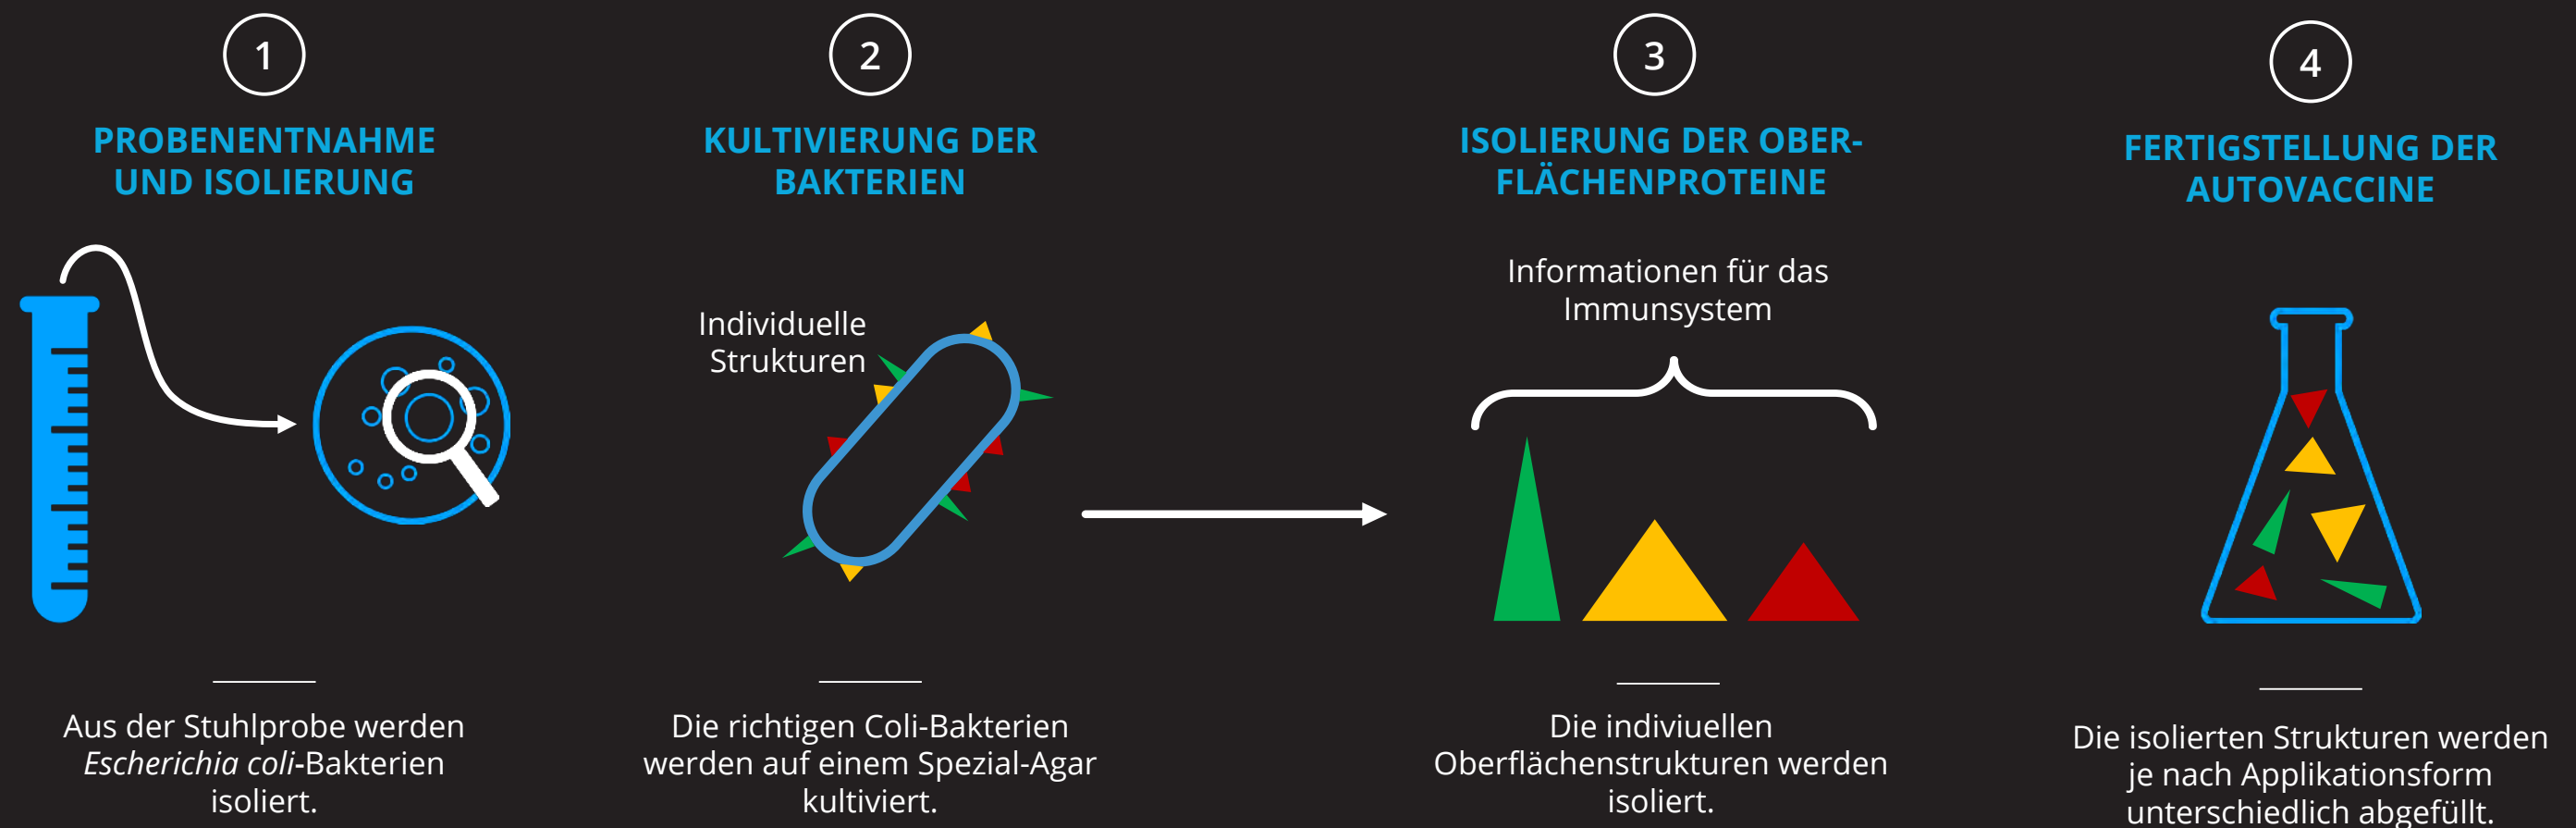 1
PROBENENTNAHME
UND ISOLIERUNG
Aus der Stuhlprobe werden
Escherichia coli-Bakterien
isoliert.
2
KULTIVIERUNG DER
BAKTERIEN
Individuelle
Strukturen
Die richtigen Coli-Bakterien
werden auf einem Spezial-Agar
kultiviert.
3
ISOLIERUNG DER OBER-
FLÄCHENPROTEINE
Informationen für das
Immunsystem
Die indiviuellen
Oberflächenstrukturen werden
isoliert.
4
FERTIGSTELLUNG DER
AUTOVACCINE
Die isolierten Strukturen werden
je nach Applikationsform
unterschiedlich abgefüllt.